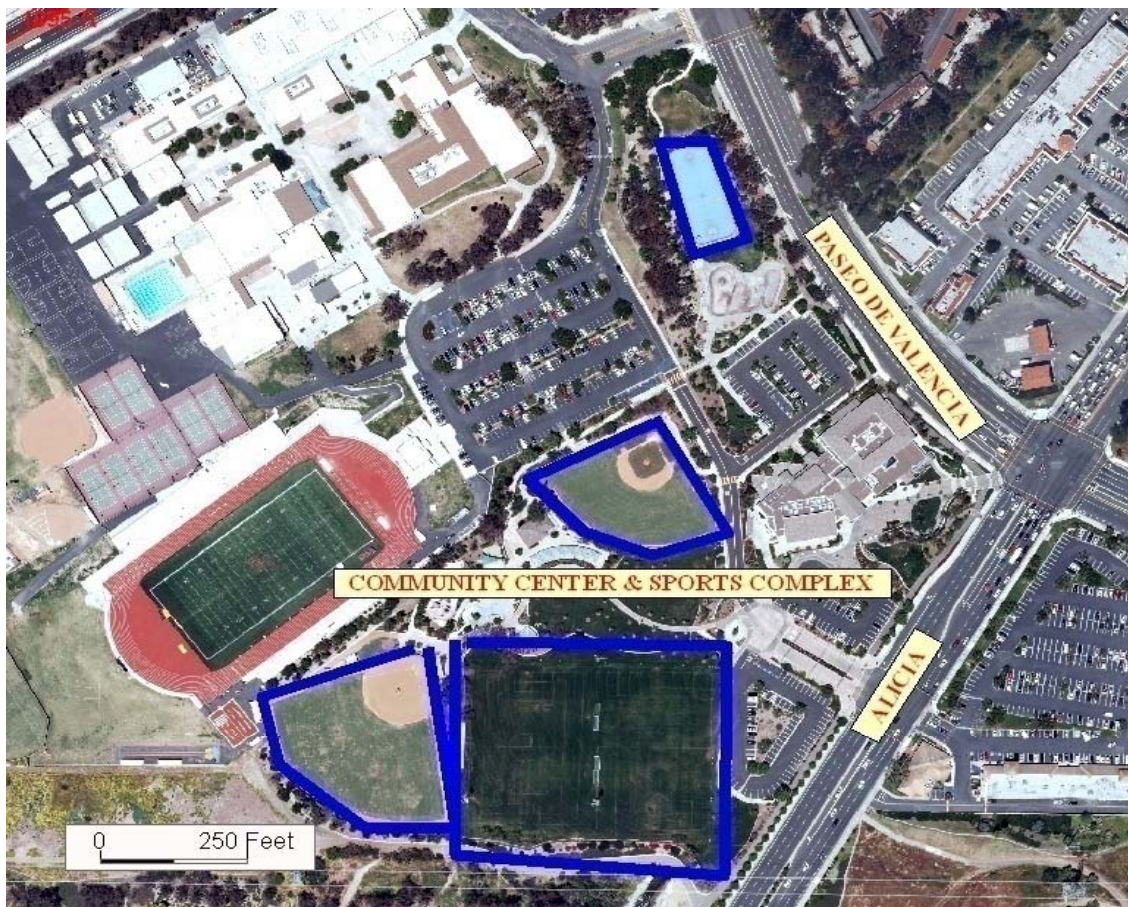 PASEO DE VALENCIA
COMMUNITY CENTER & SPORTS COMPLEX
ALICIA
0 250 Feet